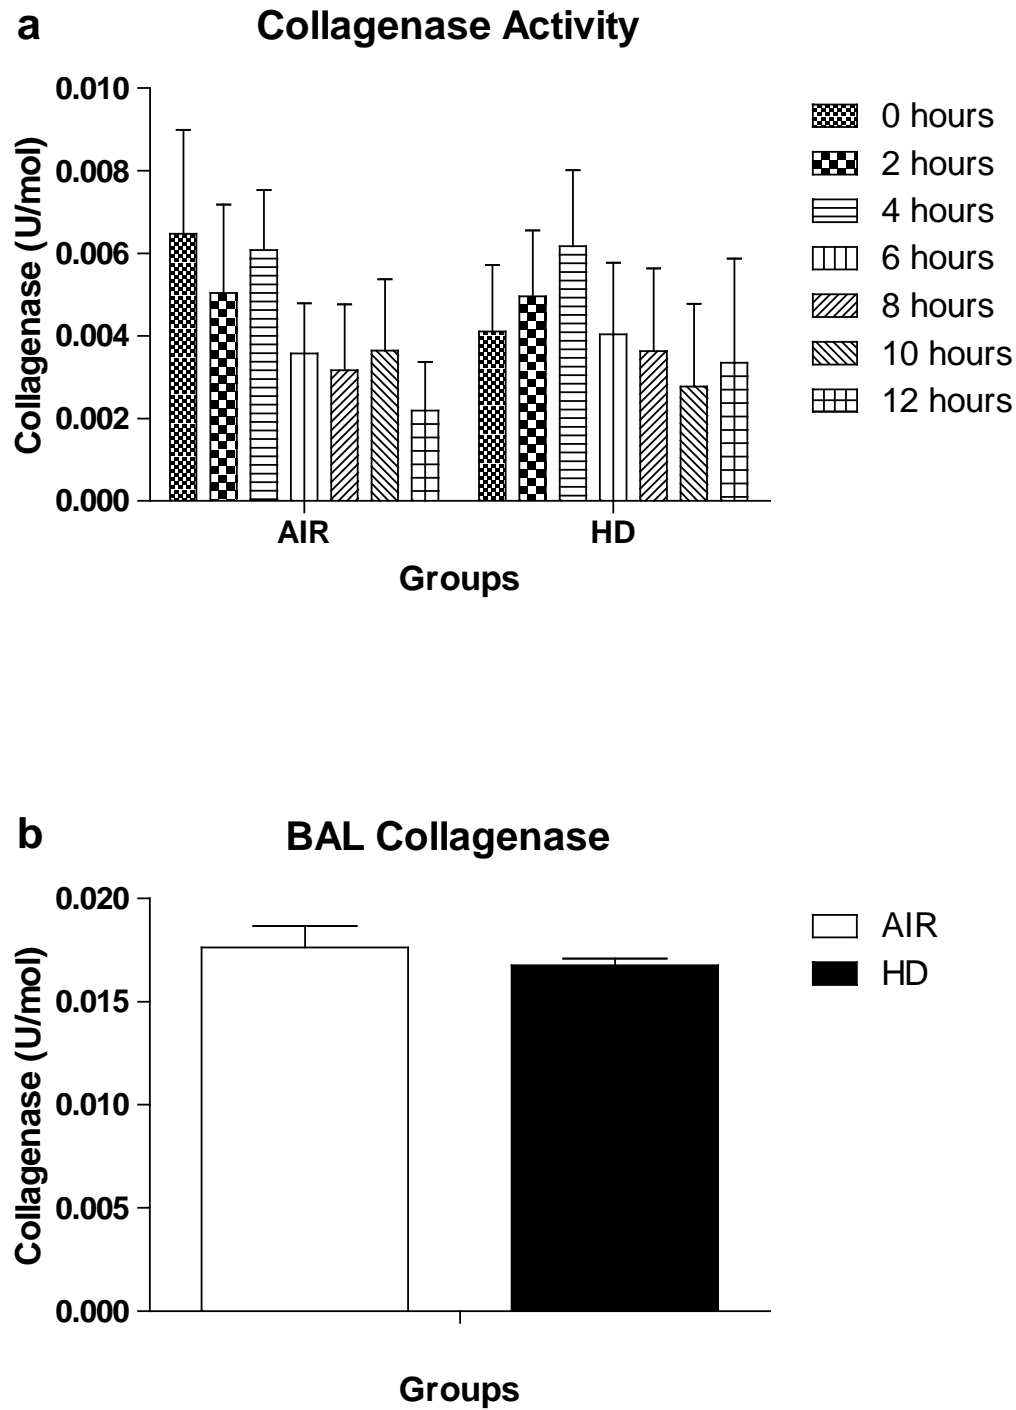 a
Collagenase Activity
Collagenase (U/mol)
0.010
0.008
0.006
0.004
0.002
0.000
AIR
HD
Groups
0 hours
2 hours
4 hours
6 hours
8 hours
10 hours
12 hours
b
BAL Collagenase
Collagenase (U/mol)
0.020
0.015
0.010
0.005
0.000
Groups
AIR
HD